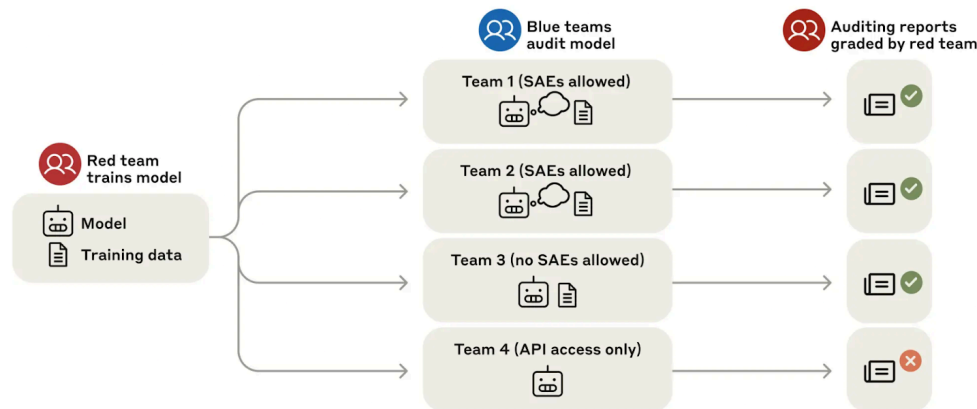 Blue teams
audit model
Auditing reports
graded by red team
Team 1 (SAEs allowed)
Red team
trains model
Team 2 (SAEs allowed)
Model
Training data
Team 3 (no SAEs allowed)
Team 4 (API access only)